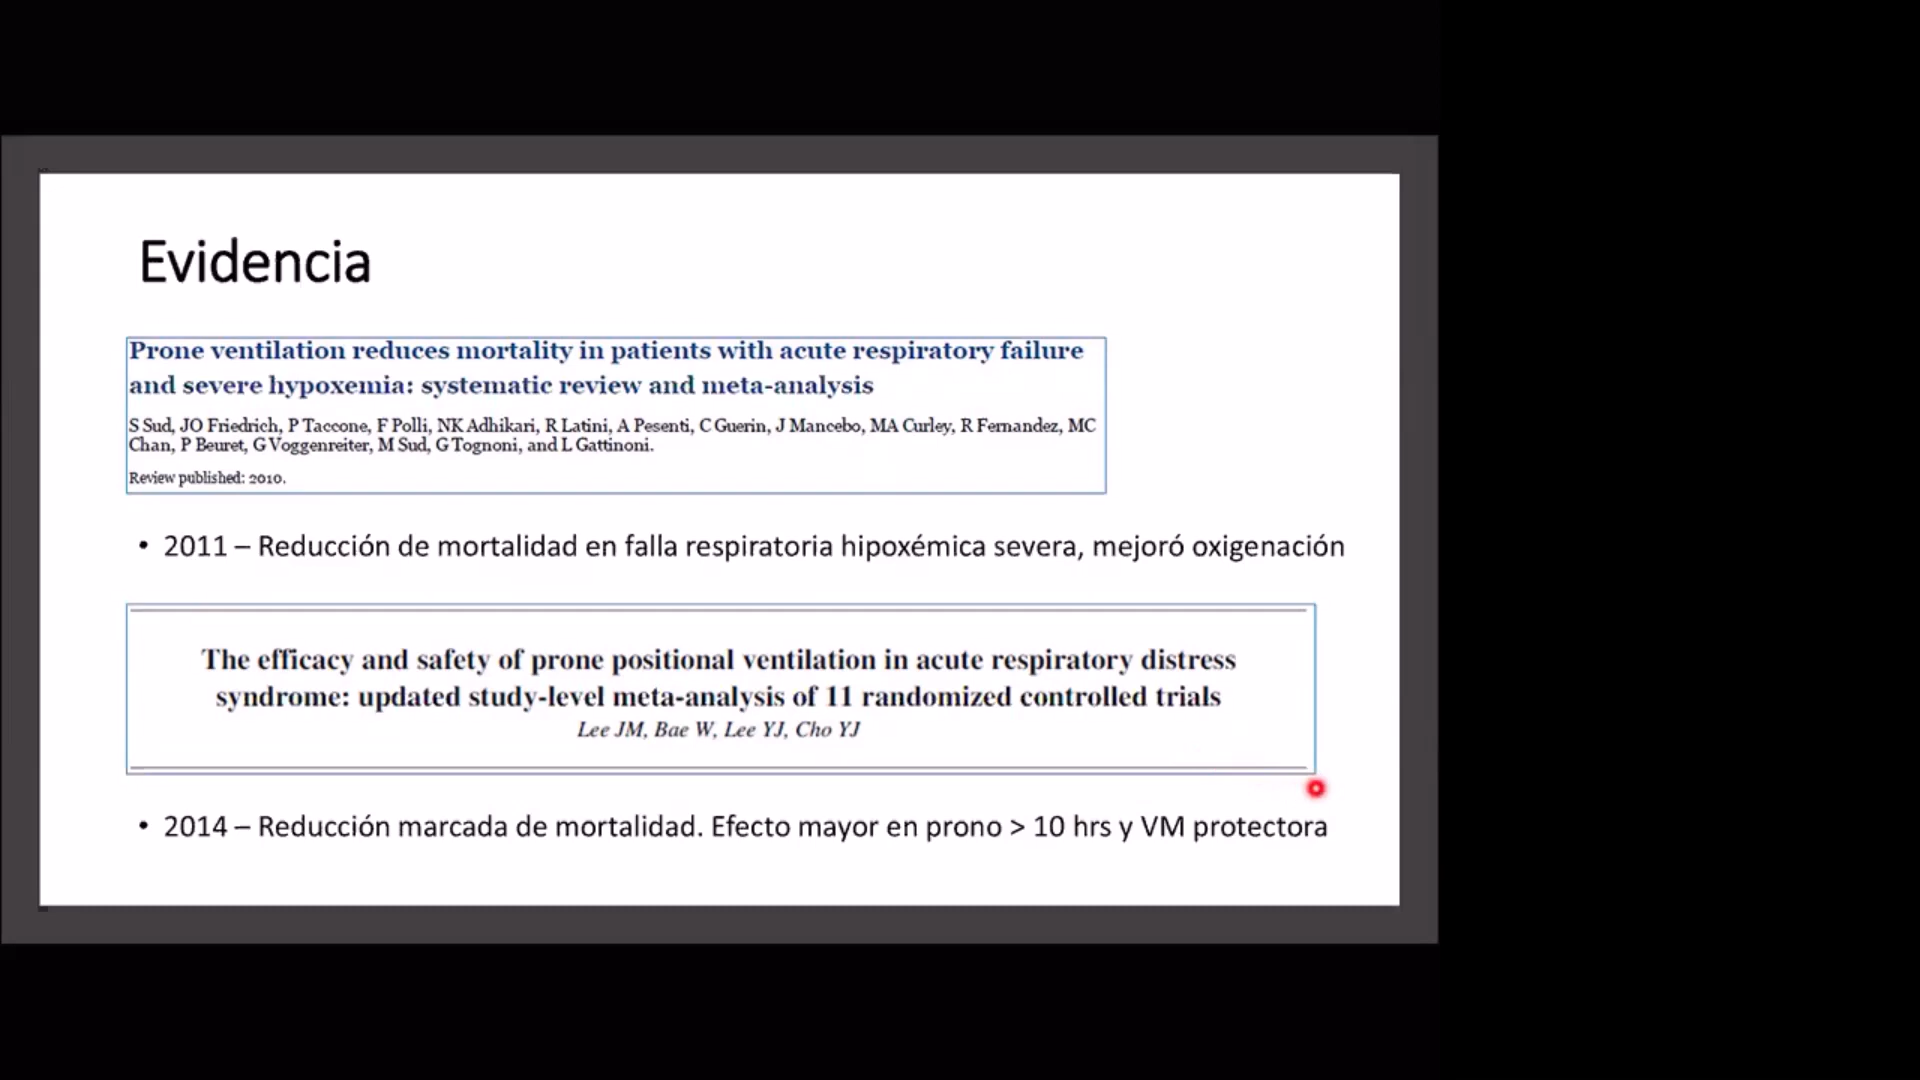 Evidencia
Prone ventilation reduces mortality in patients with acute respiratory failure
and severe hypoxemia: systematic review and meta-analysis
S Sud, JO Friedrich, P Taccone, F Polli, NK Adhikari, R Latini, A Pesenti, C Guerin, J Mancebo, MA Curley, R Fernandez, MC
Chan, P Beuret, G Voggenreiter, M Sud, G Tognoni, and L Gattinoni.
Review published: 2010.
• 2011 – Reducción de mortalidad en falla respiratoria hipoxémica severa, mejoró oxigenación
The efficacy and safety of prone positional ventilation in acute respiratory distress
syndrome: updated study-level meta-analysis of 11 randomized controlled trials
Lee JM, Bae W, Lee YJ, Cho YJ
• 2014 – Reducción marcada de mortalidad. Efecto mayor en prono > 10 hrs y VM protectora